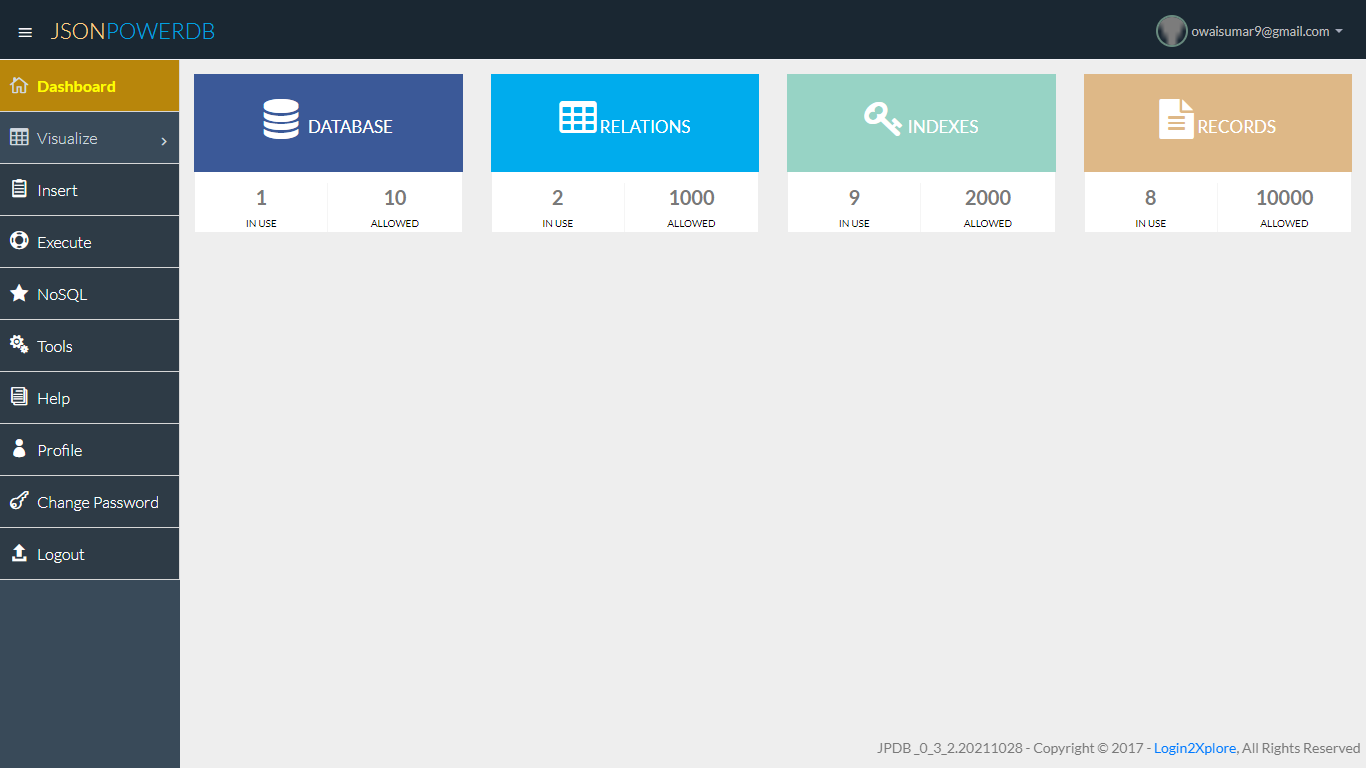 JSONPOWERDB
owaisumar9@gmail.com
Dashboard
Visualize
Insert
Execute
NoSQL
Tools
Help
Profile
Change Password
Logout
DATABASE
1 10
IN USE ALLOWED
RELATIONS
2 1000
IN USE ALLOWED
INDEXES
9 2000
IN USE ALLOWED
RECORDS
8 10000
IN USE ALLOWED
JPDB _0_3_2.20211028 - Copyright © 2017 - Login2Xplore, All Rights Reserved